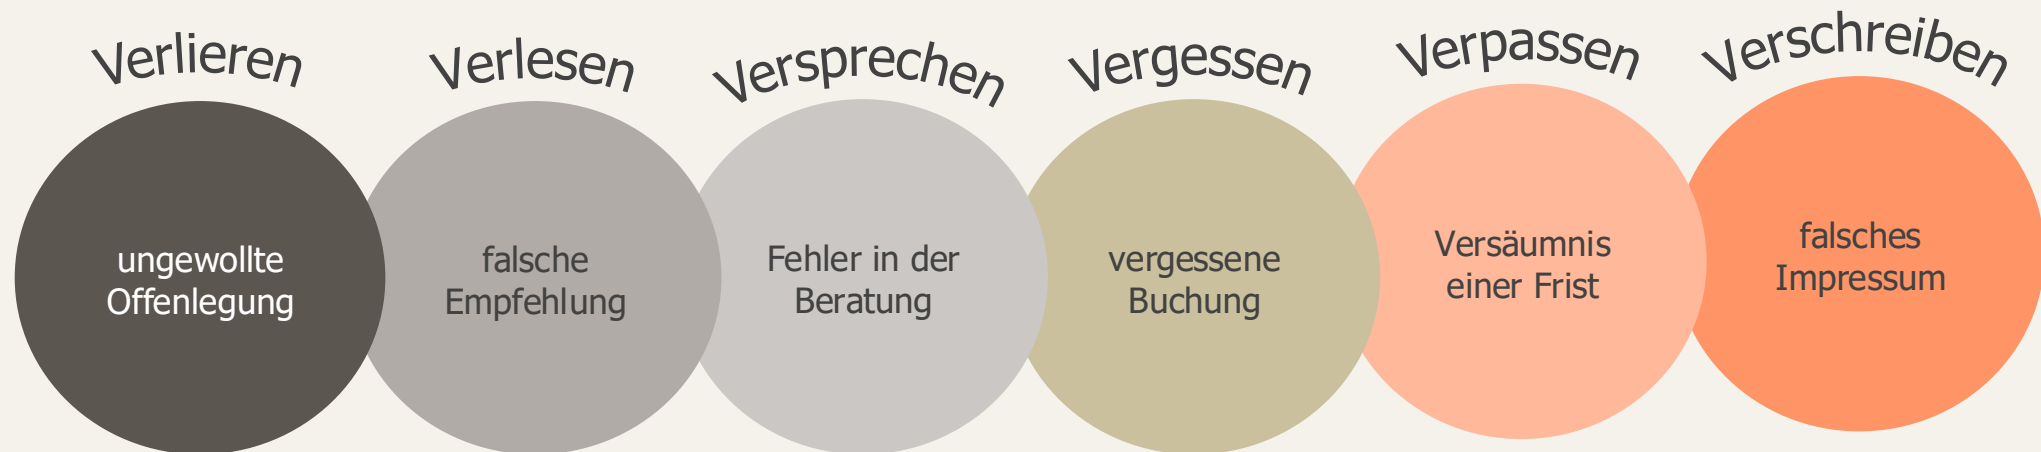 Verlieren
ungewollte
Offenlegung
Verlesen
falsche
Empfehlung
Versprechen
Fehler in der
Beratung
Vergessen
vergessene
Buchung
Verpassen
Versäumnis
einer Frist
Verschreiben
falsches
Impressum